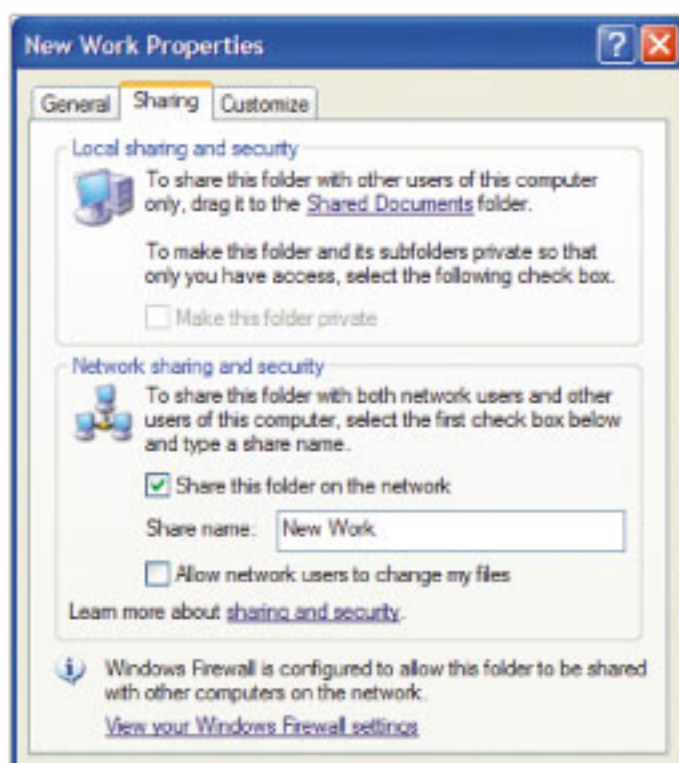 New Work Properties
General Sharing Customize
Local sharing and security
To share this folder with other users of this computer
only, drag it to the Shared Documents folder.
To make this folder and its subfolders private so that
only you have access, select the following check box.
Make this folder private
Network sharing and security
To share this folder with both network users and other
users of this computer, select the first check box below
and type a share name.
Share this folder on the network
Share name: New Work
Allow network users to change my files
Learn more about sharing and security.
Windows Firewall is configured to allow this folder to be shared
with other computers on the network.
View your Windows Firewall settings